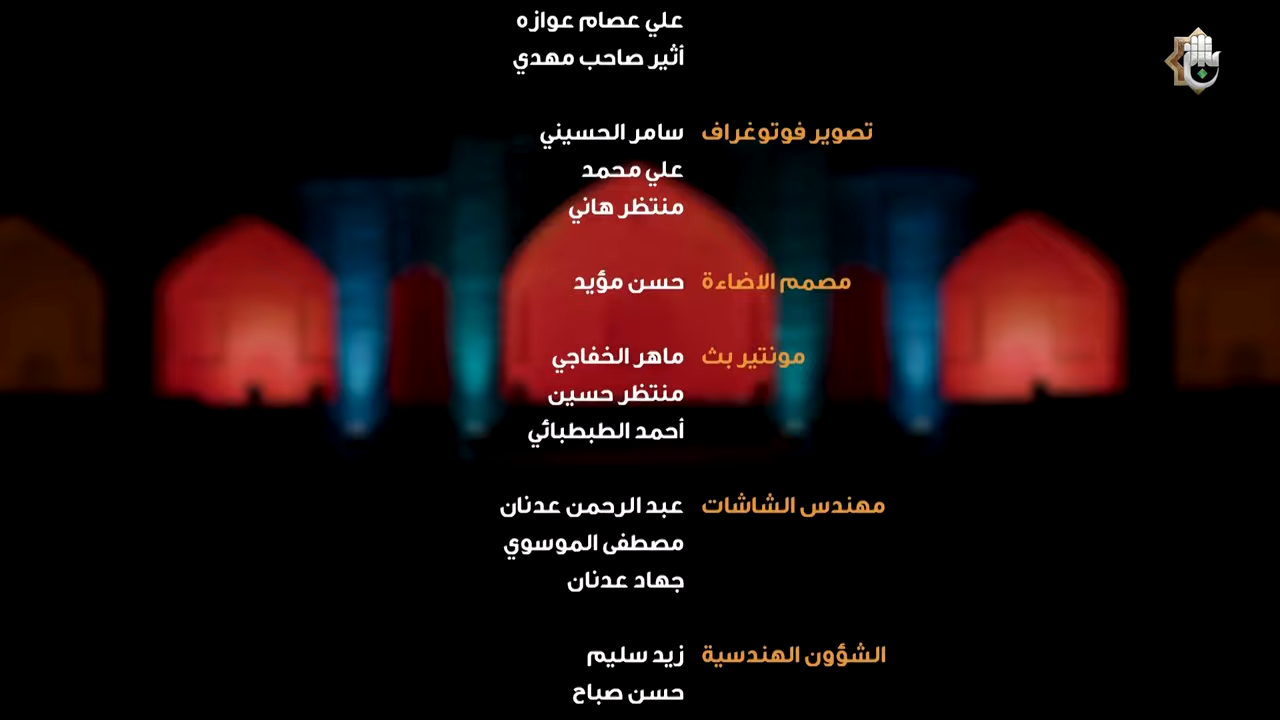 علي عصام عوازه
أثير صاحب مهدي
تصوير فوتوغراف سامر الحسيني
علي محمد
منتظر هاني
مصمم الاضاءة حسن مؤيد
مونتير بث ماهر الخفاجي
منتظر حسين
أحمد الطبطبائي
مهندس الشاشات عبد الرحمن عدنان
مصطفى الموسوي
جهاد عدنان
الشؤون الهندسية زيد سليم
حسن صباح